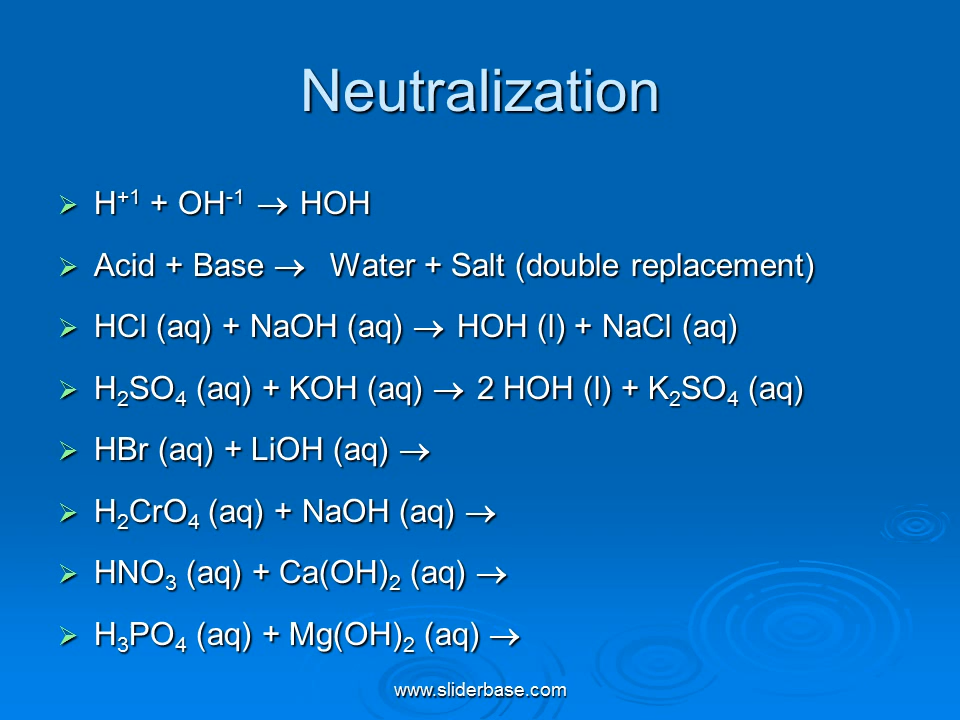 Neutralization
➢ H⁺¹ + OH⁻¹ → HOH
➢ Acid + Base → Water + Salt (double replacement)
➢ HCl (aq) + NaOH (aq) → HOH (l) + NaCl (aq)
➢ H₂SO₄ (aq) + KOH (aq) → 2 HOH (l) + K₂SO₄ (aq)
➢ HBr (aq) + LiOH (aq) →
➢ H₂CrO₄ (aq) + NaOH (aq) →
➢ HNO₃ (aq) + Ca(OH)₂ (aq) →
➢ H₃PO₄ (aq) + Mg(OH)₂ (aq) →
www.sliderbase.com